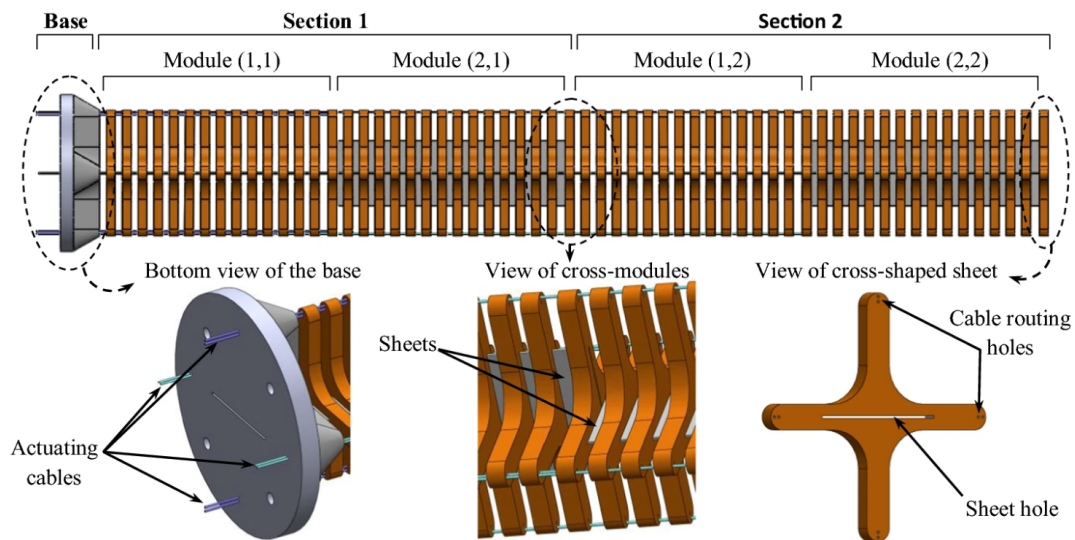 Base
Section 1
Section 2
Module (1,1)
Module (2,1)
Module (1,2)
Module (2,2)
Bottom view of the base
View of cross-modules
View of cross-shaped sheet
Sheets
Cable routing
holes
Actuating
cables
Sheet hole